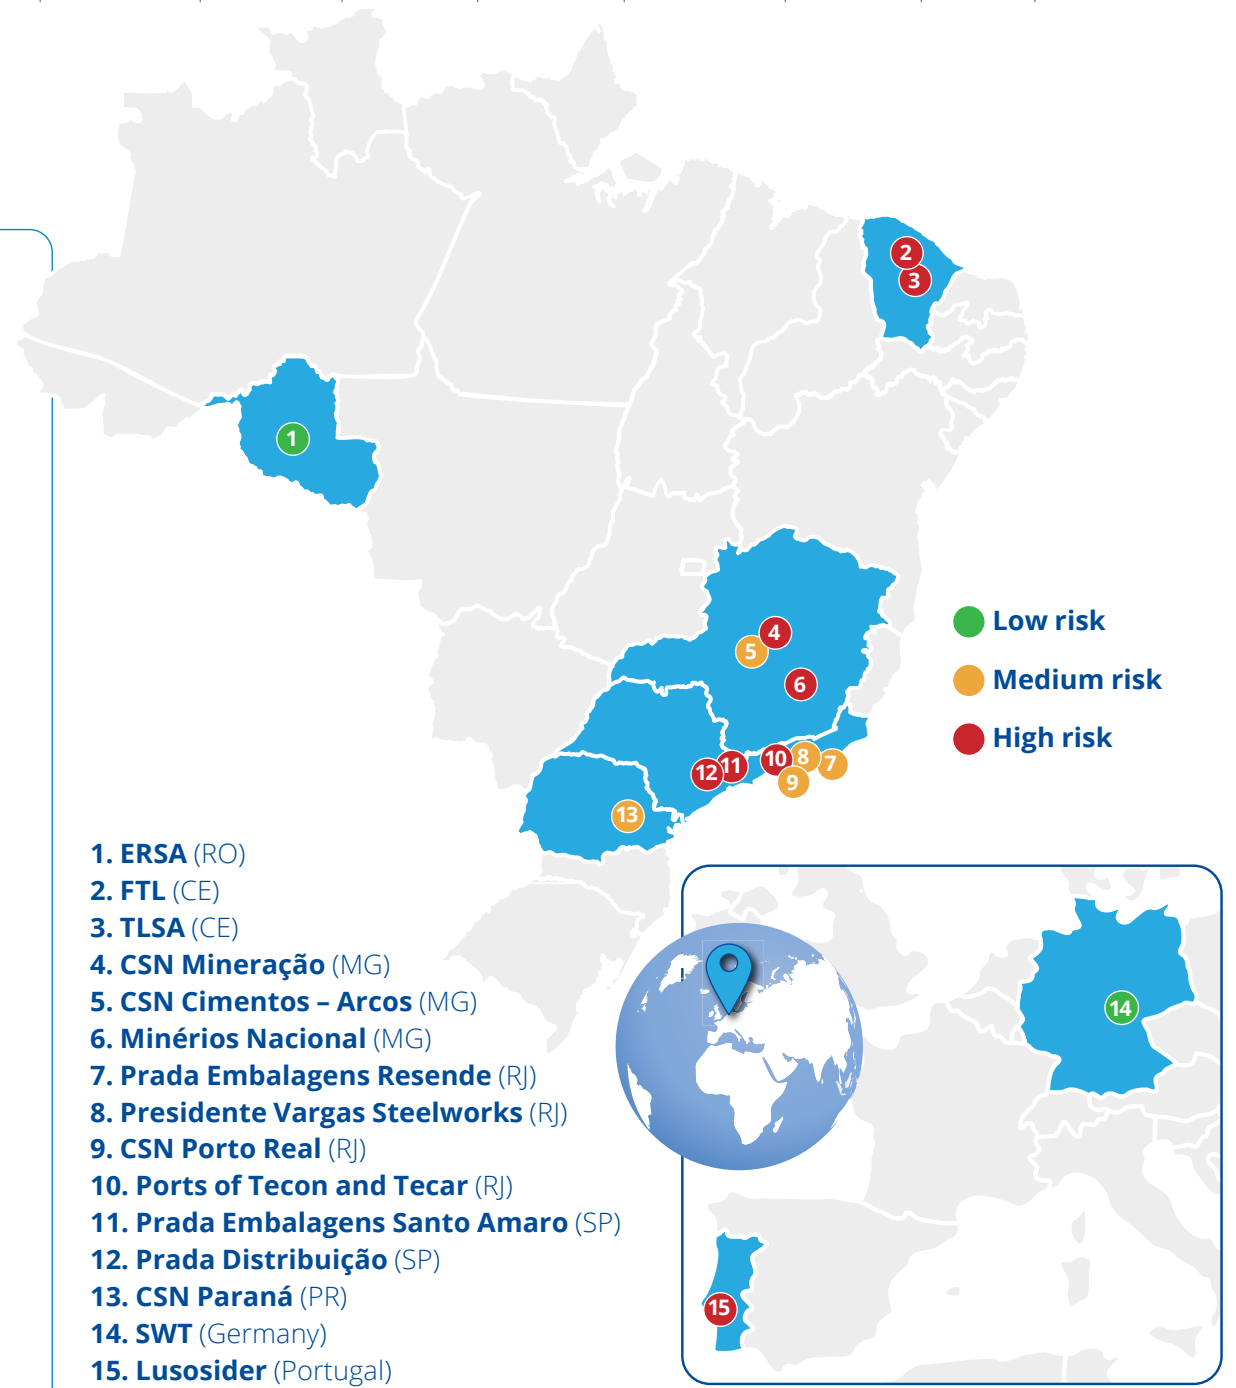 2
3
1
4
5
6
10
8
7
12
11
9
13
Low risk
Medium risk
High risk
1. ERSA (RO)
2. FTL (CE)
3. TLSA (CE)
4. CSN Mineração (MG)
5. CSN Cimentos – Arcos (MG)
6. Minérios Nacional (MG)
7. Prada Embalagens Resende (RJ)
8. Presidente Vargas Steelworks (RJ)
9. CSN Porto Real (RJ)
10. Ports of Tecon and Tecar (RJ)
11. Prada Embalagens Santo Amaro (SP)
12. Prada Distribuição (SP)
13. CSN Paraná (PR)
14. SWT (Germany)
15. Lusosider (Portugal)
14
15